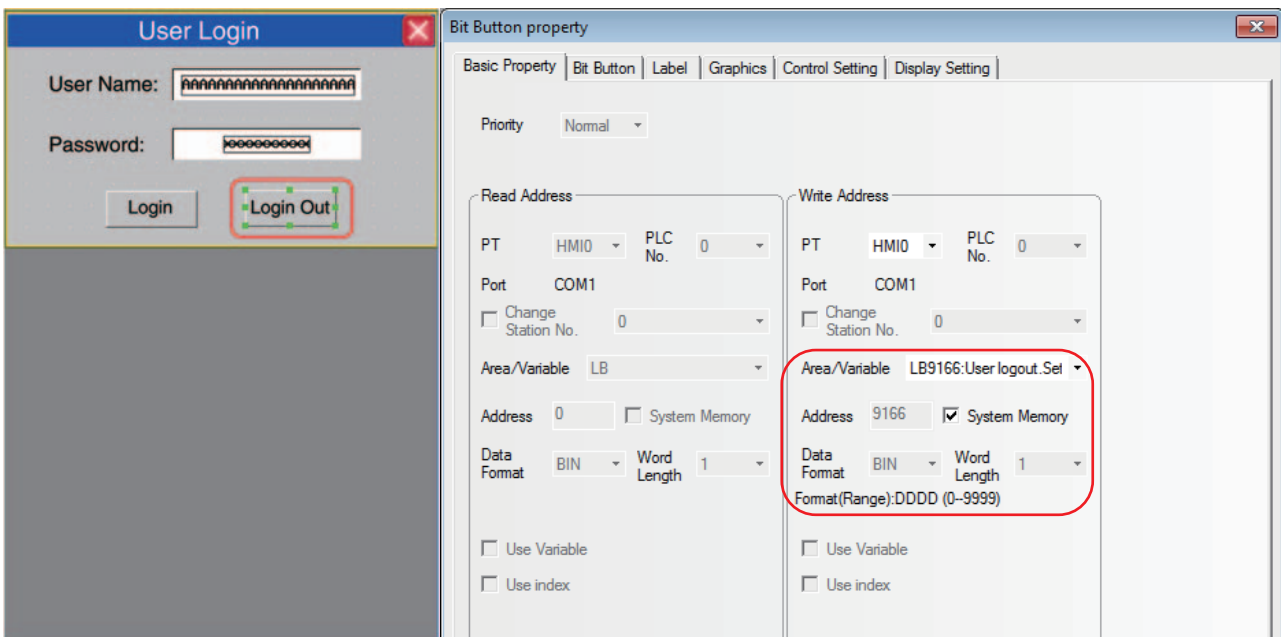 User Login
User Name: AAAAAAAAAAAAAAAAAAAA
Password:
Login Login Out
Bit Button property
Basic Property Bit Button Label Graphics Control Setting Display Setting
Priority Normal
Read Address
PT HMI0 PLC No. 0
Port COM1
Change Station No. 0
Area/Variable LB
Address 0 System Memory
Data Format BIN Word Length 1
Use Variable
Use index
Write Address
PT HMI0 PLC No. 0
Port COM1
Change Station No. 0
Area/Variable LB9166:User logout.Set
Address 9166 System Memory
Data Format BIN Word Length 1
Format(Range):DDDD (0--9999)
Use Variable
Use index